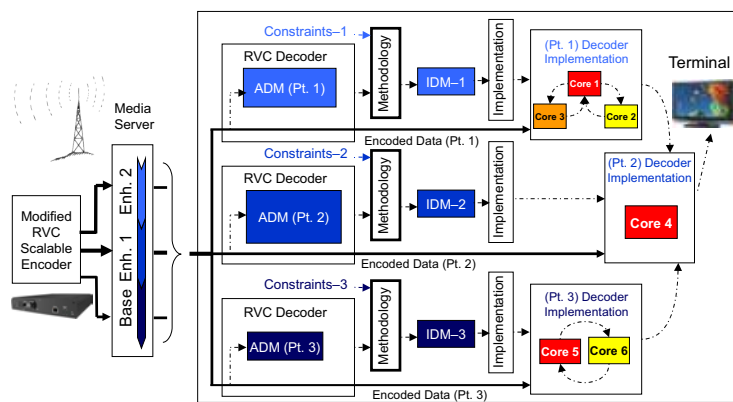 Constraints–1
RVC Decoder
ADM (Pt. 1)
Methodology
IDM–1
Implementation
(Pt. 1) Decoder
Implementation
Core 1
Core 3
Core 2
Terminal
Encoded Data (Pt. 1)
Media
Server
Enh. 2
Enh. 1
Base
Modified
RVC
Scalable
Encoder
Constraints–2
RVC Decoder
ADM (Pt. 2)
Methodology
IDM–2
Implementation
(Pt. 2) Decoder
Implementation
Core 4
Encoded Data (Pt. 2)
Constraints–3
RVC Decoder
ADM (Pt. 3)
Methodology
IDM–3
Implementation
(Pt. 3) Decoder
Implementation
Core 5
Core 6
Encoded Data (Pt. 3)